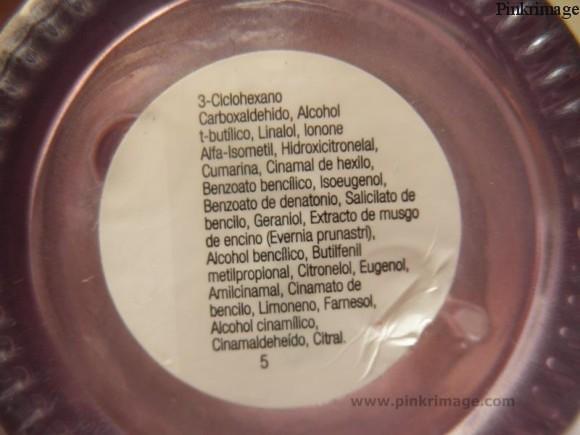 Pinkrimage
3-Ciclohexano
Carboxaldehido, Alcohol
t-butílico, Linalol, Ionone
Alfa-Isometil, Hidroxicitronelal,
Cumarina, Cinamal de hexilo,
Benzoato bencílico, Isoeugenol,
Benzoato de denatonio, Salicilato de
bencilo, Geraniol, Extracto de musgo
de encino (Evernia prunastri),
Alcohol bencílico, Butilfenil
metilpropional, Citronelol, Eugenol,
Amilcinamal, Cinamato de
bencilo, Limoneno, Farnesol,
Alcohol cinamílico,
Cinamaldeheído, Citral.
5
www.pinkrimage.com